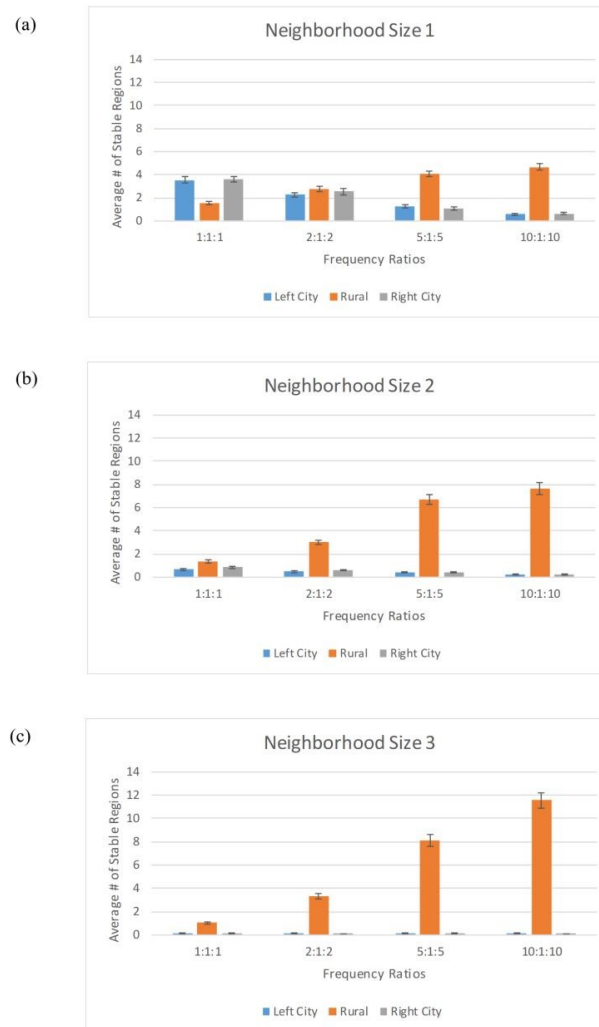 (a)
Neighborhood Size 1
Average # of Stable Regions
14
12
10
8
6
4
2
0
1:1:1 2:1:2 5:1:5 10:1:10
Frequency Ratios
Left City Rural Right City
(b)
Neighborhood Size 2
Average # of Stable Regions
14
12
10
8
6
4
2
0
1:1:1 2:1:2 5:1:5 10:1:10
Frequency Ratios
Left City Rural Right City
(c)
Neighborhood Size 3
Average # of Stable Regions
14
12
10
8
6
4
2
0
1:1:1 2:1:2 5:1:5 10:1:10
Frequency Ratios
Left City Rural Right City